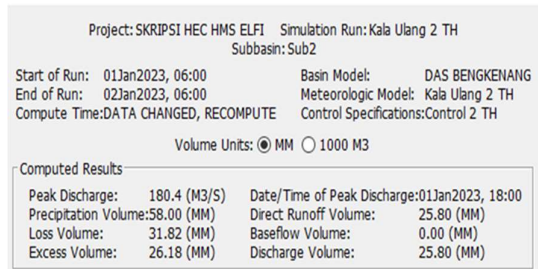 Project: SKRIPSI HEC HMS ELFI Simulation Run: Kala Ulang 2 TH
Subbasin: Sub2
Start of Run: 01Jan2023, 06:00 Basin Model: DAS BENGKENANG
End of Run: 02Jan2023, 06:00 Meteorologic Model: Kala Ulang 2 TH
Compute Time:DATA CHANGED, RECOMPUTE Control Specifications:Control 2 TH
Volume Units: MM 1000 M3
Computed Results
Peak Discharge: 180.4 (M3/S) Date/Time of Peak Discharge:01Jan2023, 18:00
Precipitation Volume:58.00 (MM) Direct Runoff Volume: 25.80 (MM)
Loss Volume: 31.82 (MM) Baseflow Volume: 0.00 (MM)
Excess Volume: 26.18 (MM) Discharge Volume: 25.80 (MM)